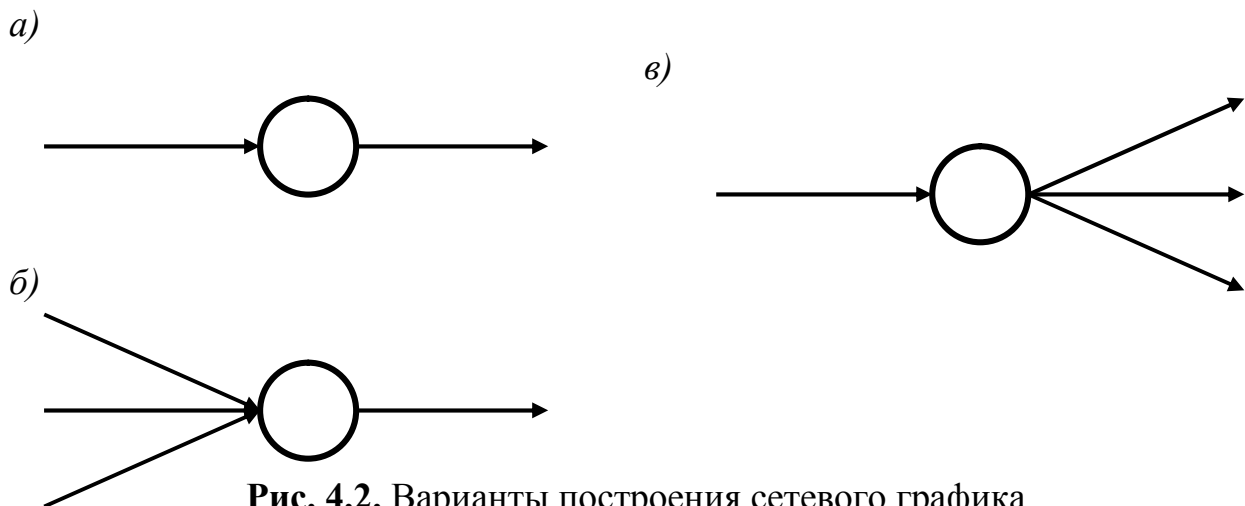 а)
в)
б)
Рис. 4.2. Варианты построения сетевого графика